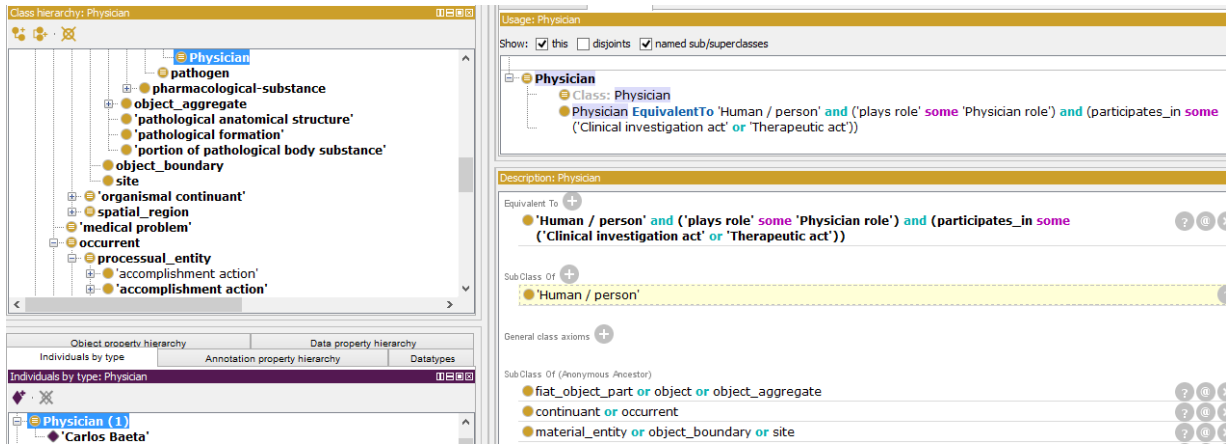 Class hierarchy: Physician
Physician
pathogen
pharmacological-substance
object_aggregate
'pathological anatomical structure'
'pathological formation'
'portion of pathological body substance'
object_boundary
site
'organismal continuant'
spatial_region
'medical problem'
occurrent
processual_entity
'accomplishment action'
'accomplishment action'
Object property hierarchy
Data property hierarchy
Individuals by type
Annotation property hierarchy
Datatypes
Individuals by type: Physician
Physician (1)
'Carlos Baeta'
Usage: Physician
Show: this disjoints named sub/superclasses
Physician
Class: Physician
Physician EquivalentTo 'Human / person' and ('plays role' some 'Physician role') and (participates_in some
('Clinical investigation act' or 'Therapeutic act'))
Description: Physician
Equivalent To
'Human / person' and ('plays role' some 'Physician role') and (participates_in some
('Clinical investigation act' or 'Therapeutic act'))
SubClass Of
'Human / person'
General class axioms
SubClass Of (Anonymous Ancestor)
fiat_object_part or object or object_aggregate
continuant or occurrent
material_entity or object_boundary or site